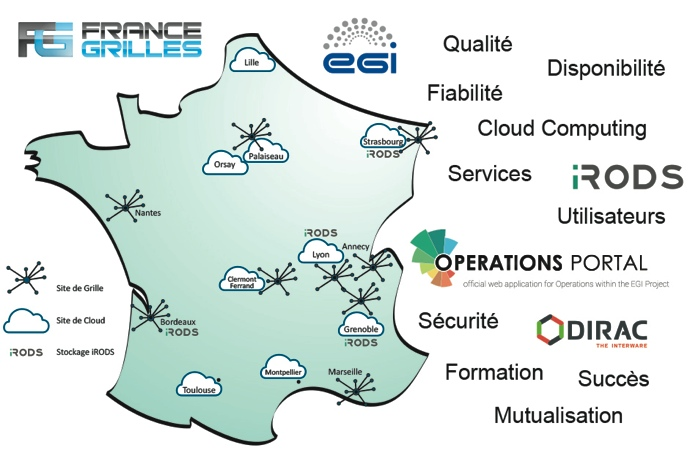 FG FRANCE
GRILLES
egi
Qualité
Disponibilité
Fiabilité
Cloud Computing
Services
iRODS
Utilisateurs
OPERATIONS PORTAL
official web application for Operations within the EGI Project
Sécurité
DIRAC
THE INTERWARE
Formation
Succès
Mutualisation
Lille
Palaiseau
Orsay
Strasbourg
iRODS
Nantes
iRODS
Lyon
Annecy
Clermont
Ferrand
Bordeaux
iRODS
Grenoble
iRODS
Montpellier
Marseille
Toulouse
Site de Grille
Site de Cloud
iRODS Stockage iRODS